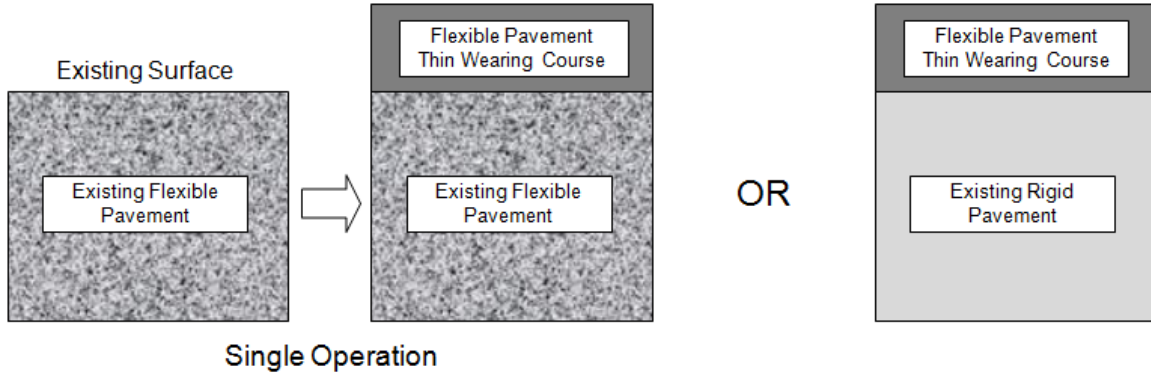 Existing Surface
Existing Flexible
Pavement
Flexible Pavement
Thin Wearing Course
Existing Flexible
Pavement
OR
Flexible Pavement
Thin Wearing Course
Existing Rigid
Pavement
Single Operation